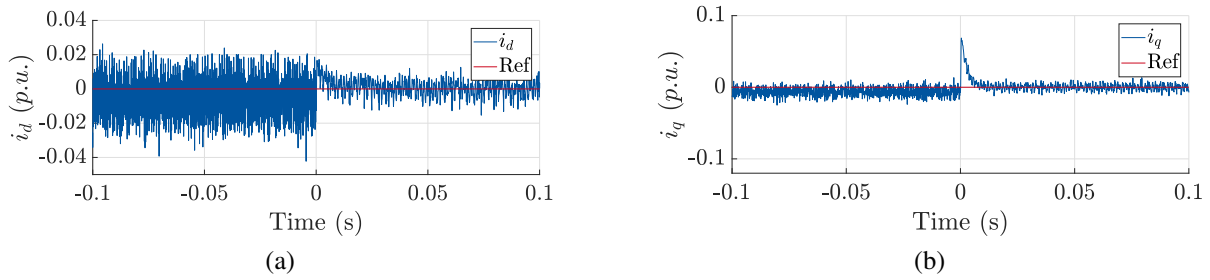 0.04
0.02
0
-0.02
-0.04
i_d (p.u.)
i_d
Ref
-0.1 -0.05 0 0.05 0.1
Time (s)
(a)
0.1
0
-0.1
i_q (p.u.)
i_q
Ref
-0.1 -0.05 0 0.05 0.1
Time (s)
(b)